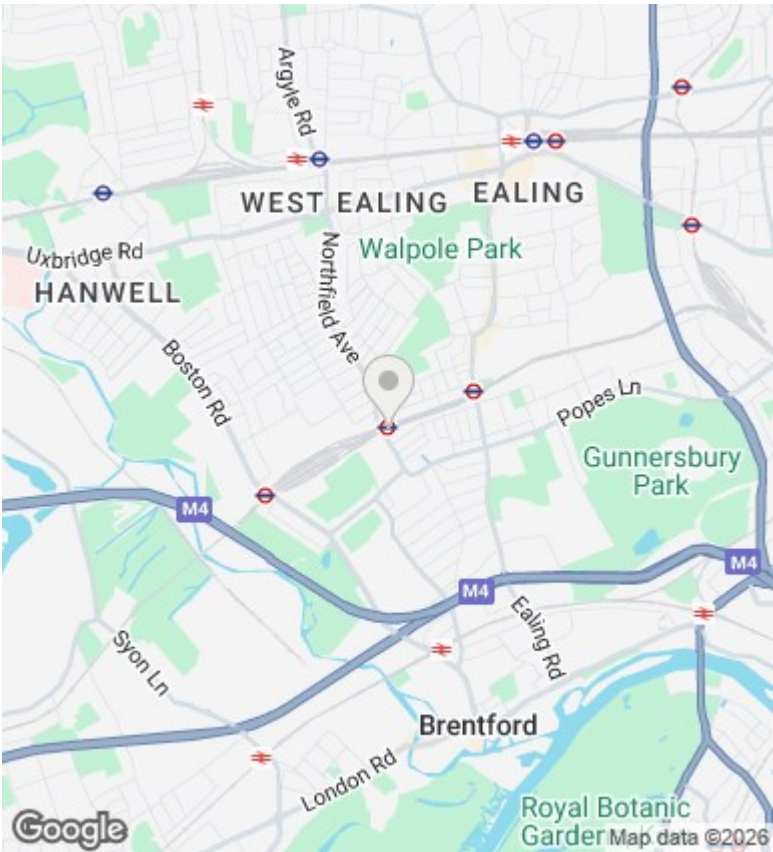 Argyle Rd
WEST EALING
EALING
Uxbridge Rd
Walpole Park
HANWELL
Northfield Ave
Boston Rd
Popes Ln
Gunnersbury
Park
M4
M4
M4
Ealing Rd
Syon Ln
Brentford
London Rd
Royal Botanic
Google
Map data ©2026